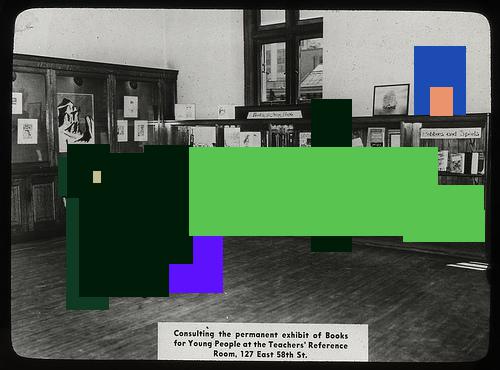 Hobbies and Sports
Consulting the permanent exhibit of Books
for Young People at the Teachers' Reference
Room, 127 East 58th St.